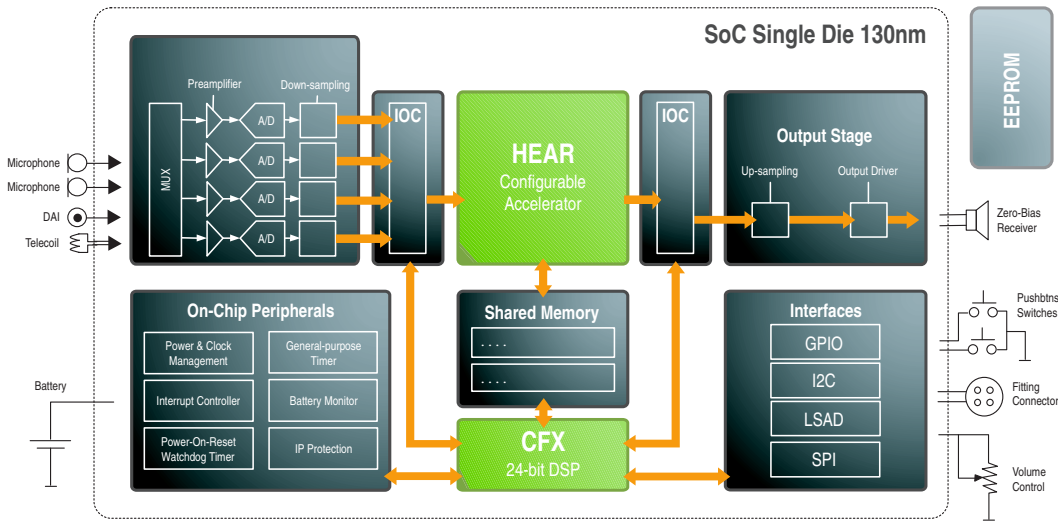 SoC Single Die 130nm
EEPROM
Preamplifier
Down-sampling
MUX
A/D
A/D
A/D
A/D
IOC
HEAR
Configurable
Accelerator
IOC
Output Stage
Up-sampling
Output Driver
Microphone
Microphone
DAI
Telecoil
Zero-Bias
Receiver
On-Chip Peripherals
Power & Clock
Management
General-purpose
Timer
Interrupt Controller
Battery Monitor
Power-On-Reset
Watchdog Timer
IP Protection
Shared Memory
. . . .
. . . .
CFX
24-bit DSP
Interfaces
GPIO
I2C
LSAD
SPI
Battery
Pushbtns
Switches
Fitting
Connector
Volume
Control